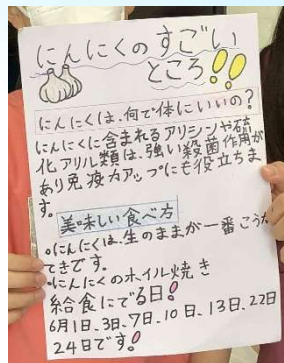 にんにくのすごい
ところ!!
にんにくは、何で体にいいの?
にんにくに含まれるアリシンや硫
化アリル類は、強い殺菌作用が
あり免疫力アップにも役立ちま
す。
美味しい食べ方
・にんにくは、生のままが一番こうか
てきです。
・にんにくのホイル焼き
給食にでる日!
6月1日、3日、7日、10日、13日、22日
24日です!